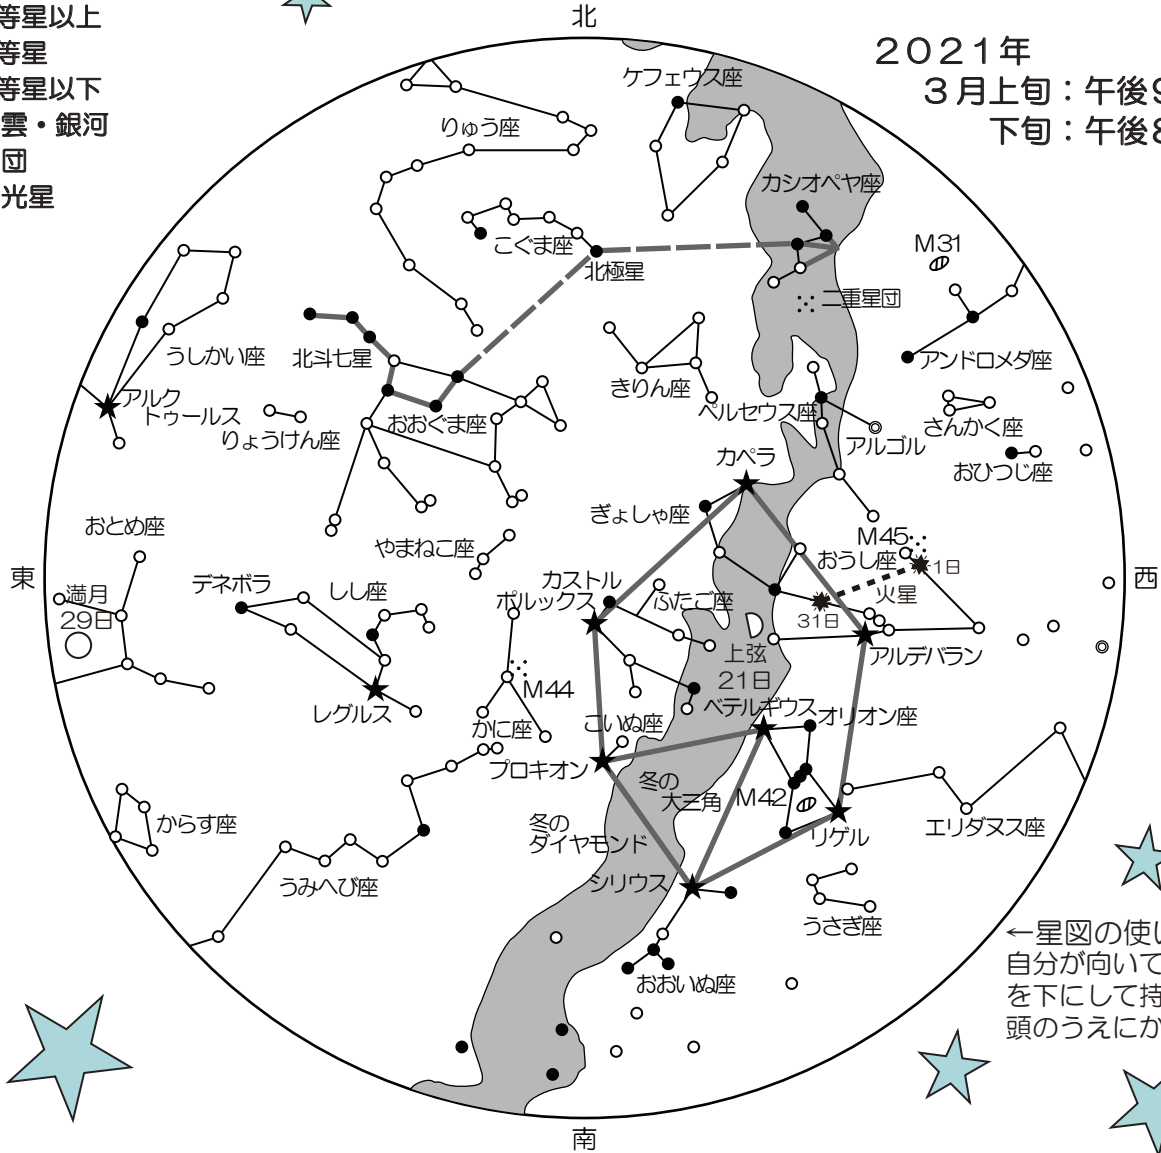 等星以上
等星
等星以下
雲・銀河
団
光星
北
2021年
3月上旬：午後9
下旬：午後8
ケフェウス座
りゅう座
カシオペヤ座
こぐま座
北極星
M31
二重星団
うしかい座
北斗七星
アンドロメダ座
きりん座
アルク
トゥールス
りょうけん座
おおぐま座
ペルセウス座
アルゴル
さんかく座
おひつじ座
カペラ
ぎょしゃ座
おとめ座
やまねこ座
M45
おうし座
1日
火星
31日
東
西
満月
29日
デネボラ
しし座
カストル
ポルックス
ふたご座
上弦
21日
アルデバラン
レグルス
M44
かに座
こいぬ座
ベテルギウス
オリオン座
プロキオン
冬の
大三角
M42
リゲル
エリダヌス座
からす座
冬の
ダイヤモンド
うみへび座
シリウス
うさぎ座
おおいぬ座
←星図の使い
自分が向いて
を下にして持
頭のうえにか
南